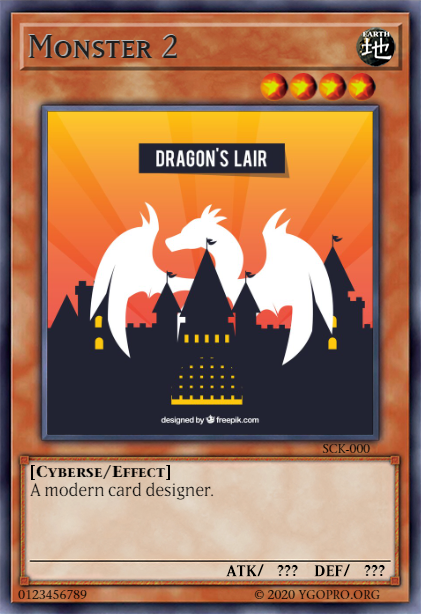 Monster 2
EARTH
地
DRAGON'S LAIR
designed by freepik.com
SCK-000
[Cyberse/Effect]
A modern card designer.
ATK/ ??? DEF/ ???
0123456789 © 2020 YGOPRO.ORG